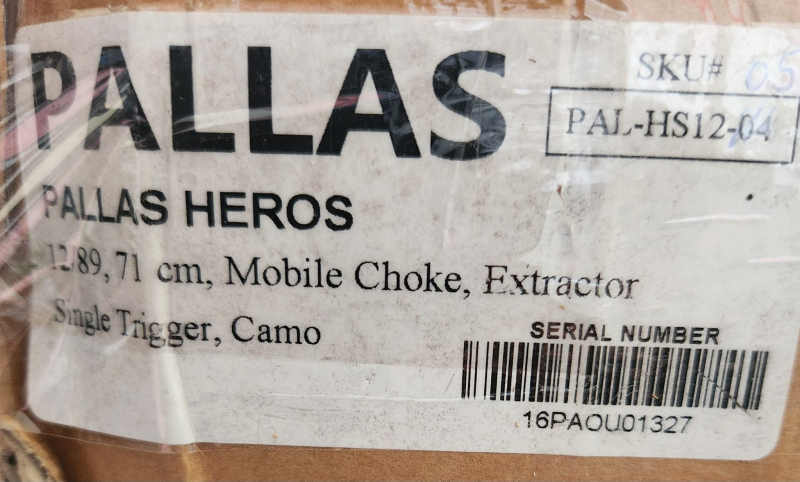 PALLAS
SKU# 05
PAL-HS12-04
PALLAS HEROS
12/89, 71 cm, Mobile Choke, Extractor
Single Trigger, Camo
SERIAL NUMBER
16PAOU01327